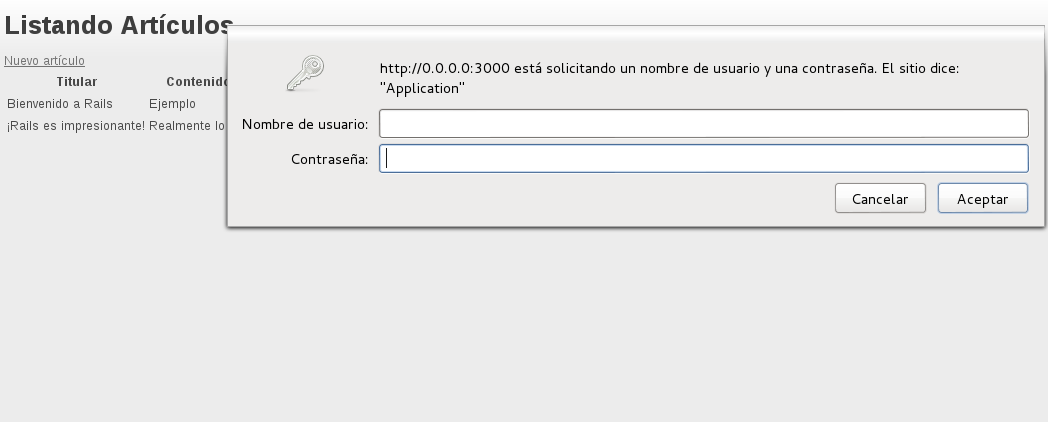 Listando Artículos
Nuevo artículo
Titular Contenido
Bienvenido a Rails Ejemplo
¡Rails es impresionante! Realmente lo
http://0.0.0.0:3000 está solicitando un nombre de usuario y una contraseña. El sitio dice:
"Application"
Nombre de usuario:
Contraseña:
Cancelar Aceptar